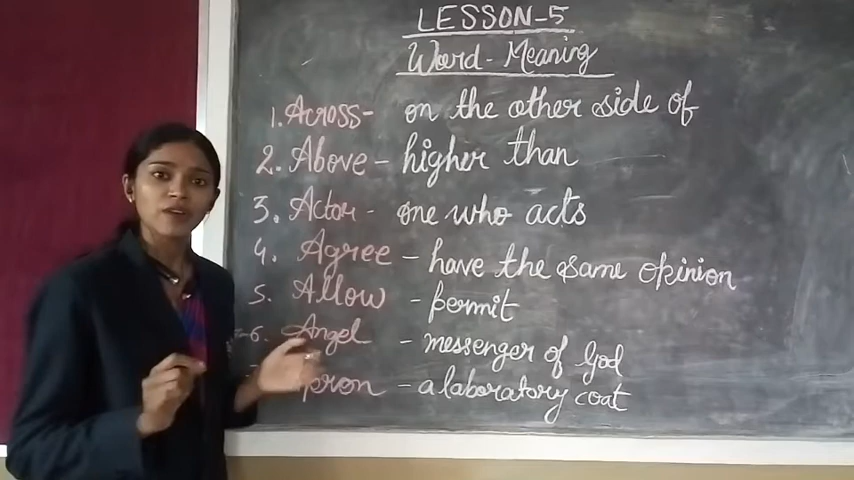 LESSON-5
Word-Meaning
1. Across- on the other side of
2. Above - higher than
3. Actor - one who acts
4. Agree - have the same opinion
5. Allow - permit
6. Angel - messenger of God
- a laboratory coat